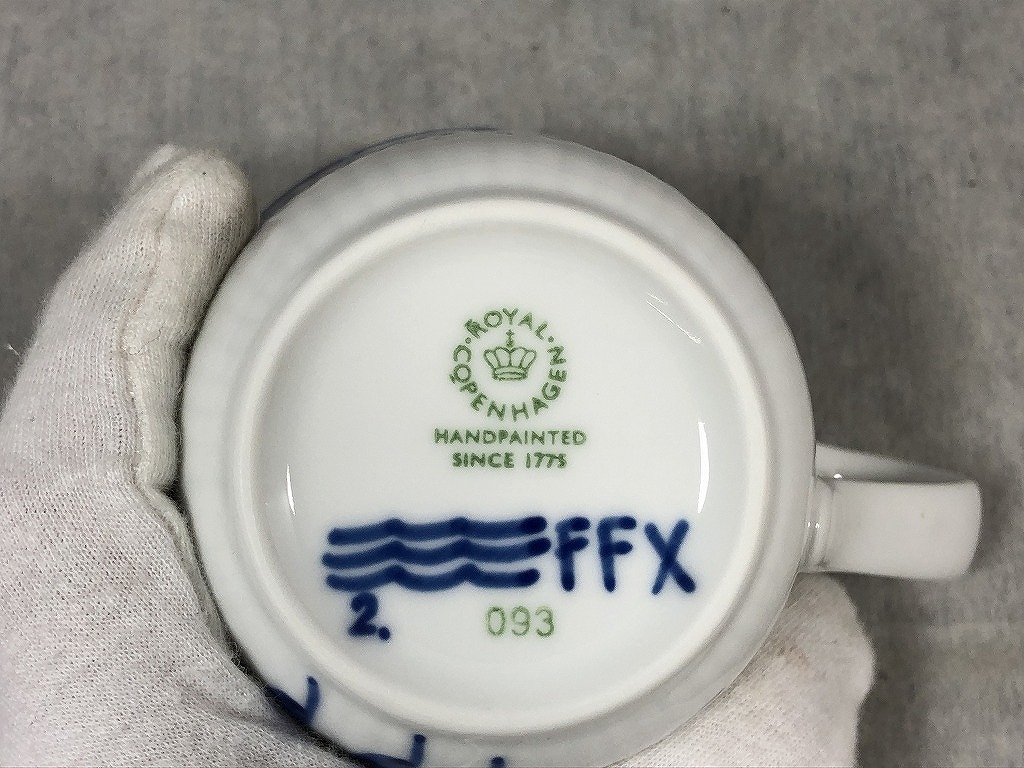 ROYAL · COPENHAGEN ·
HANDPAINTED
SINCE 1775
FFX
2. 093